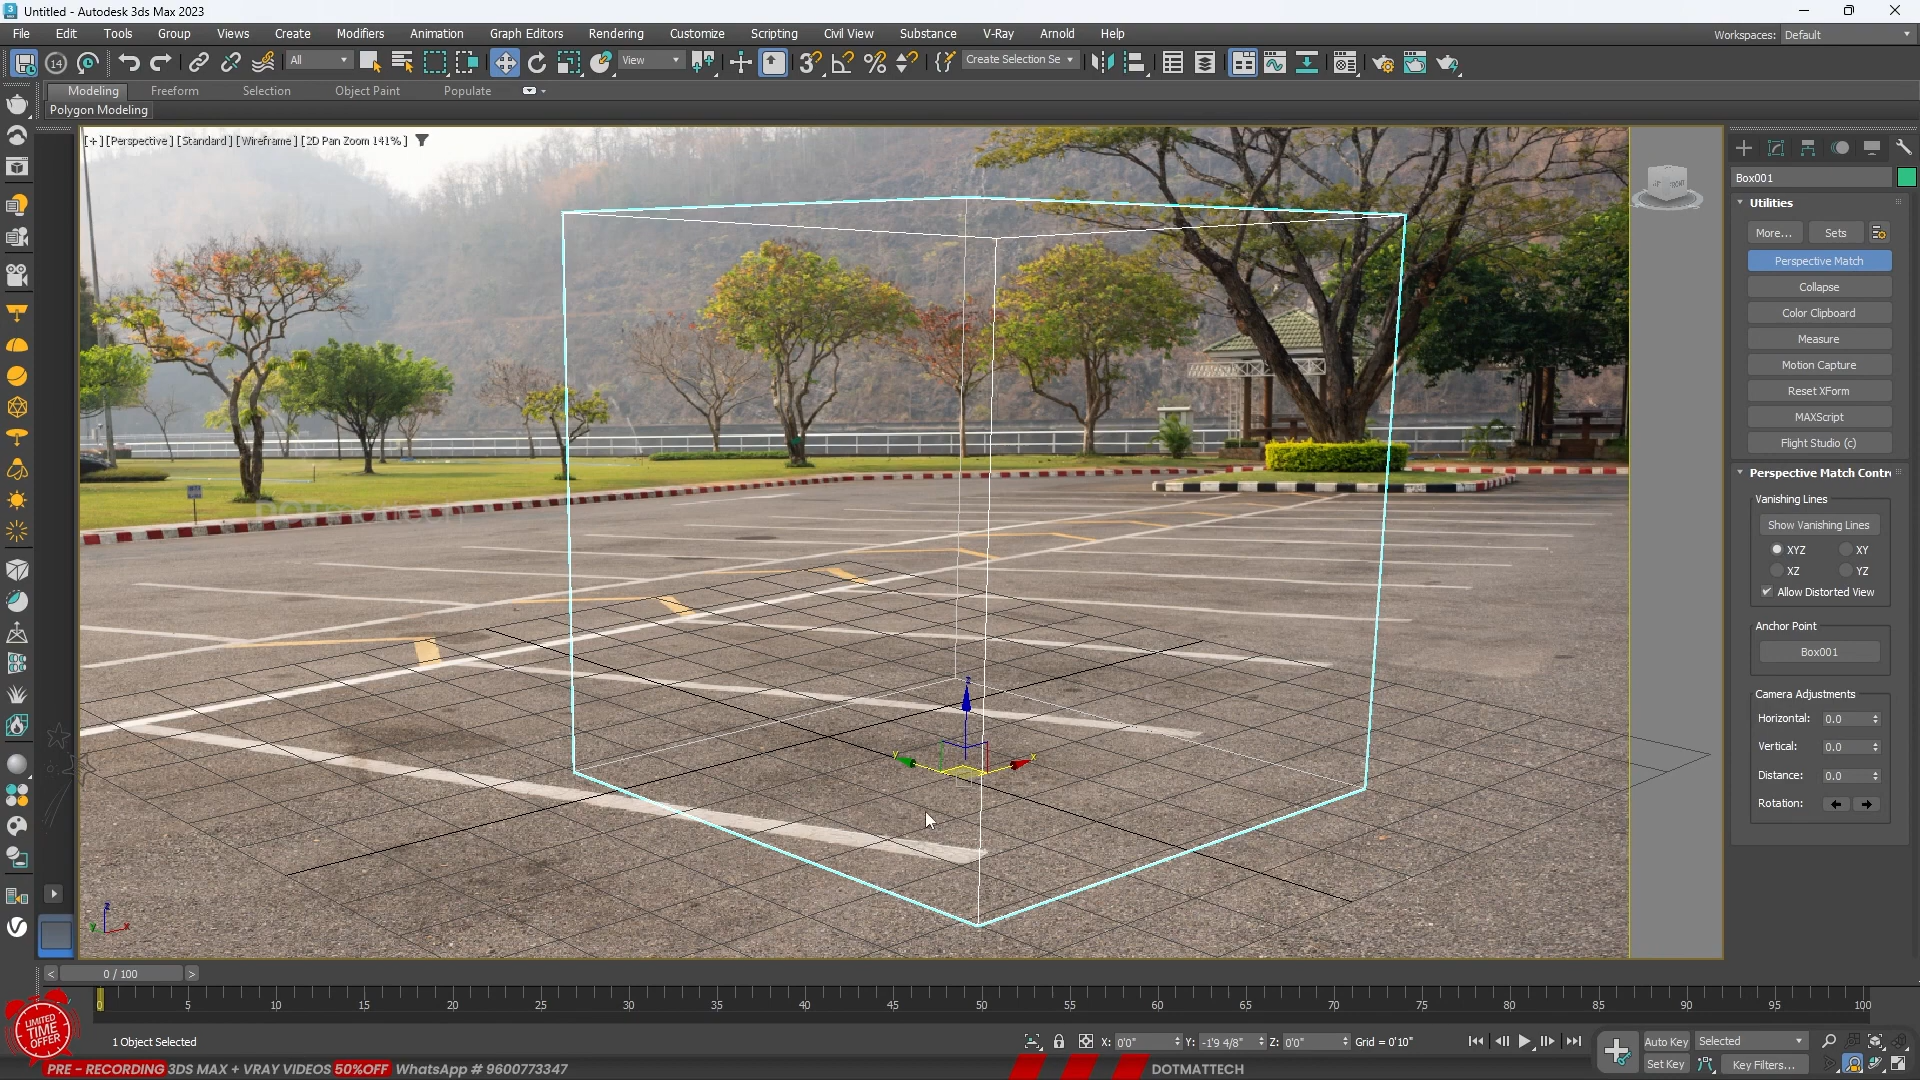 Untitled - Autodesk 3ds Max 2023
File Edit Tools Group Views Create Modifiers Animation Graph Editors Rendering Customize Scripting Civil View Substance V-Ray Arnold Help
Workspaces: Default
14 All View Create Selection Se
Modeling Freeform Selection Object Paint Populate
Polygon Modeling
[+] [Perspective] [Standard] [Wireframe] [2D Pan Zoom 141% ]
FRONT
DOTmattech
z
y
x
z
y
x
Box001
Utilities
More... Sets
Perspective Match
Collapse
Color Clipboard
Measure
Motion Capture
Reset XForm
MAXScript
Flight Studio (c)
Perspective Match Contr
Vanishing Lines
Show Vanishing Lines
XYZ XY
XZ YZ
Allow Distorted View
Anchor Point
Box001
Camera Adjustments
Horizontal: 0.0
Vertical: 0.0
Distance: 0.0
Rotation:
< 0 / 100 >
0 5 10 15 20 25 30 35 40 45 50 55 60 65 70 75 80 85 90 95 100
LIMITED
TIME
OFFER
1 Object Selected
X: 0'0" Y: -1'9 4/8" Z: 0'0" Grid = 0'10"
Auto Key Selected
Set Key Key Filters...
PRE - RECORDING 3DS MAX + VRAY VIDEOS 50%OFF WhatsApp # 9600773347
DOTMATTECH